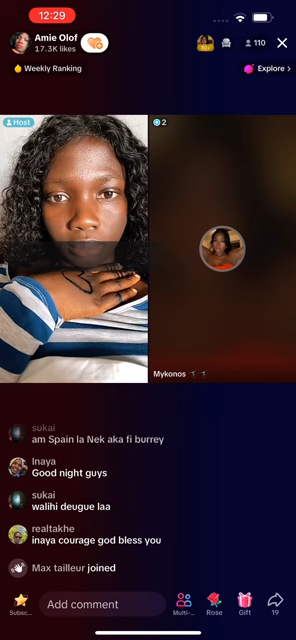 12:29
Amie Olof
17.3K likes
110
Weekly Ranking
Explore >
Host
2
Mykonos
sukai
am Spain la Nek aka fi burrey
Inaya
Good night guys
sukai
walihi deugue laa
realtakhe
inaya courage god bless you
Max tailleur joined
Subsc...
Add comment
Multi-...
Rose
Gift
19